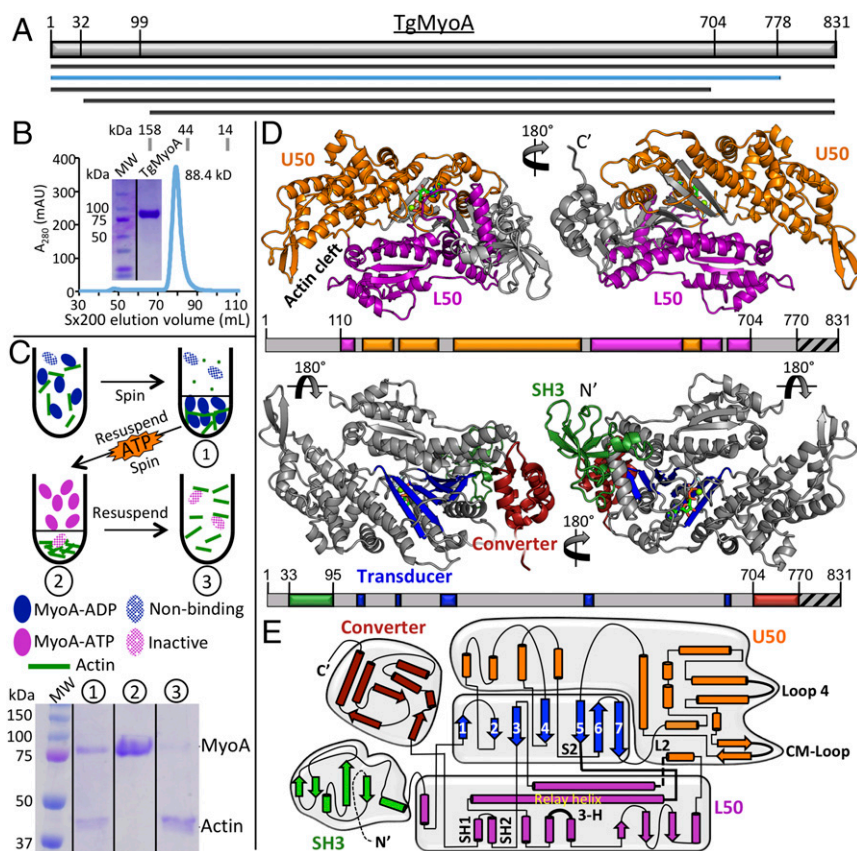 A
TgMyoA
1 32 99 704 778 831
B
kDa 158 44 14
MW
TgMyoA
kDa
100
75
50
88.4 kD
400
300
200
100
0
A280 (mAU)
30 50 70 90 110
Sx200 elution volume (mL)
C
Spin
1
Resuspend
ATP
Spin
Resuspend
2
3
MyoA-ADP
Non-binding
MyoA-ATP
Inactive
Actin
kDa
MW
1 2 3
150
100
75
50
37
MyoA
Actin
D
U50
180°
C'
U50
Actin cleft
L50
L50
1 110 704 770 831
180°
SH3
N'
180°
Converter
180°
1 33 95
Transducer
704 770 831
E
Converter
C'
U50
Loop 4
CM-Loop
1 2 3 4 5 6 7
S2
L2
Relay helix
L50
SH1
SH2
3-H
SH3
N'